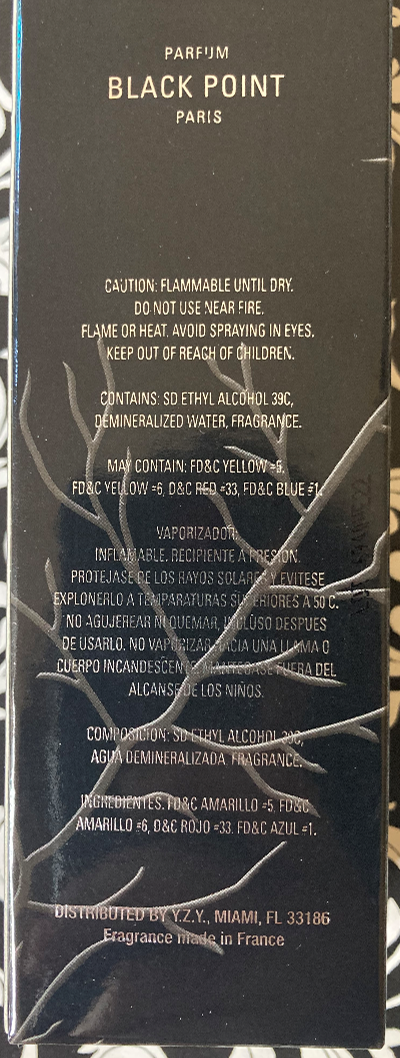 PARFUM
BLACK POINT
PARIS
CAUTION: FLAMMABLE UNTIL DRY.
DO NOT USE NEAR FIRE.
FLAME OR HEAT. AVOID SPRAYING IN EYES.
KEEP OUT OF REACH OF CHILDREN.
CONTAINS: SD ETHYL ALCOHOL 39C,
DEMINERALIZED WATER, FRAGRANCE.
MAY CONTAIN: FD&C YELLOW #5,
FD&C YELLOW #6, D&C RED #33, FD&C BLUE #1.
VAPORIZADOR:
INFLAMABLE. RECIPIENTE A PRESION.
PROTEJASE DE LOS RAYOS SOLARES Y EVITESE
EXPLONERLO A TEMPARATURAS SUPERIORES A 50 C.
NO AGUJEREAR NI QUEMAR, INCLUSO DESPUES
DE USARLO. NO VAPORIZAR HACIA UNA LLAMA O
CUERPO INCANDESCENTE. MANTEGASE FUERA DEL
ALCANSE DE LOS NIÑOS.
COMPOSICION: SD ETHYL ALCOHOL 39C,
AGUA DEMINERALIZADA, FRAGRANCE.
INGREDIENTES. FD&C AMARILLO #5, FD&C
AMARILLO #6, D&C ROJO #33. FD&C AZUL #1.
DISTRIBUTED BY Y.Z.Y., MIAMI, FL 33186
Fragrance made in France